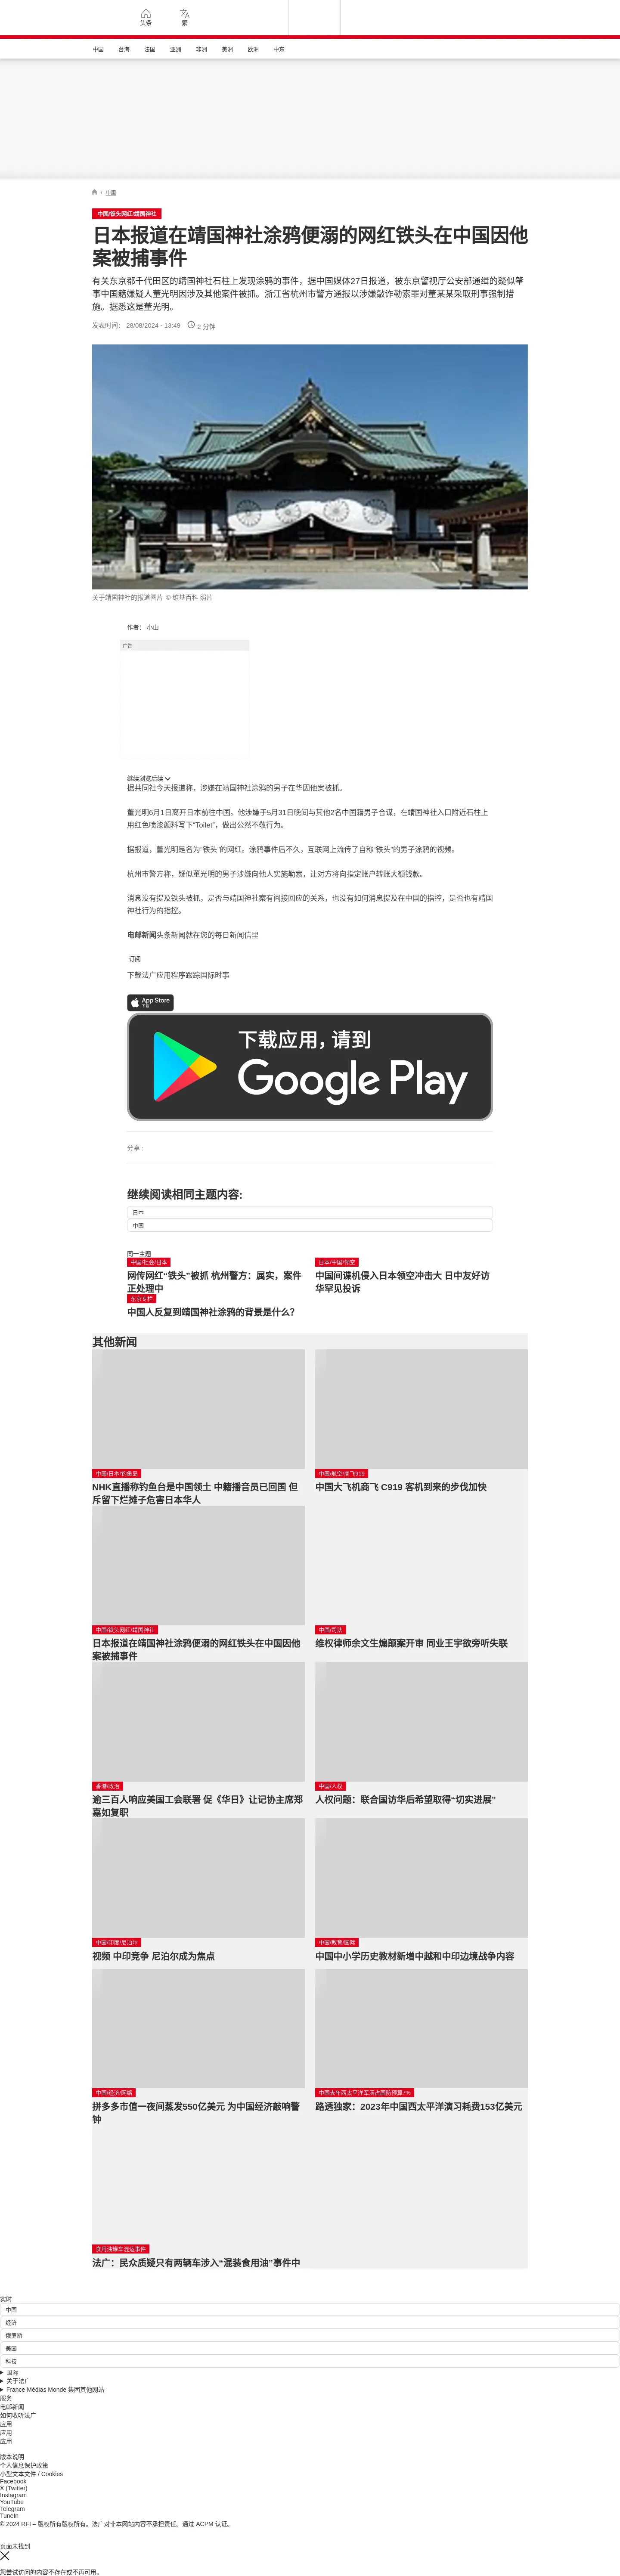 头条
繁
中国
台海
法国
亚洲
非洲
美洲
欧洲
中东
/ 中国
中国/铁头网红/靖国神社
日本报道在靖国神社涂鸦便溺的网红铁头在中国因他
案被捕事件
有关东京都千代田区的靖国神社石柱上发现涂鸦的事件，据中国媒体27日报道，被东京警视厅公安部通缉的疑似肇
事中国籍嫌疑人董光明因涉及其他案件被抓。浙江省杭州市警方通报以涉嫌敲诈勒索罪对董某某采取刑事强制措
施。据悉这是董光明。
发表时间： 28/08/2024 - 13:49
2 分钟
关于靖国神社的报道图片 © 维基百科 照片
作者： 小山
广告
继续浏览后续
据共同社今天报道称，涉嫌在靖国神社涂鸦的男子在华因他案被抓。
董光明6月1日离开日本前往中国。他涉嫌于5月31日晚间与其他2名中国籍男子合谋，在靖国神社入口附近石柱上
用红色喷漆颜料写下“Toilet”，做出公然不敬行为。
据报道，董光明是名为“铁头”的网红。涂鸦事件后不久，互联网上流传了自称“铁头”的男子涂鸦的视频。
杭州市警方称，疑似董光明的男子涉嫌向他人实施勒索，让对方将向指定账户转账大额钱款。
消息没有提及铁头被抓，是否与靖国神社案有间接回应的关系，也没有如何消息提及在中国的指控，是否也有靖国
神社行为的指控。
电邮新闻头条新闻就在您的每日新闻信里
订阅
下载法广应用程序跟踪国际时事
App Store
下载
下载应用，请到
Google Play
分享 :
继续阅读相同主题内容:
日本
中国
同一主题
中国/社会/日本
网传网红“铁头”被抓 杭州警方：属实，案件
正处理中
日本/中国/领空
中国间谍机侵入日本领空冲击大 日中友好访
华罕见投诉
东京专栏
中国人反复到靖国神社涂鸦的背景是什么？
其他新闻
中国/日本/钓鱼岛
NHK直播称钓鱼台是中国领土 中籍播音员已回国 但
斥留下烂摊子危害日本华人
中国/航空/商飞919
中国大飞机商飞 C919 客机到来的步伐加快
中国/铁头网红/靖国神社
日本报道在靖国神社涂鸦便溺的网红铁头在中国因他
案被捕事件
中国/司法
维权律师余文生煽颠案开审 同业王宇欲旁听失联
香港/政治
逾三百人响应美国工会联署 促《华日》让记协主席郑
嘉如复职
中国/人权
人权问题：联合国访华后希望取得“切实进展”
中国/印度/尼泊尔
视频 中印竞争 尼泊尔成为焦点
中国/教育/国际
中国中小学历史教材新增中越和中印边境战争内容
中国/经济/网络
拼多多市值一夜间蒸发550亿美元 为中国经济敲响警
钟
中国去年西太平洋军演占国防预算7%
路透独家：2023年中国西太平洋演习耗费153亿美元
食用油罐车混运事件
法广：民众质疑只有两辆车涉入“混装食用油”事件中
实时
中国
经济
俄罗斯
美国
科技
国际
关于法广
France Médias Monde 集团其他网站
服务
电邮新闻
如何收听法广
应用
应用
应用
版本说明
个人信息保护政策
小型文本文件 / Cookies
Facebook
X (Twitter)
Instagram
YouTube
Telegram
TuneIn
© 2024 RFI – 版权所有版权所有。法广对非本网站内容不承担责任。通过 ACPM 认证。
页面未找到
您尝试访问的内容不存在或不再可用。